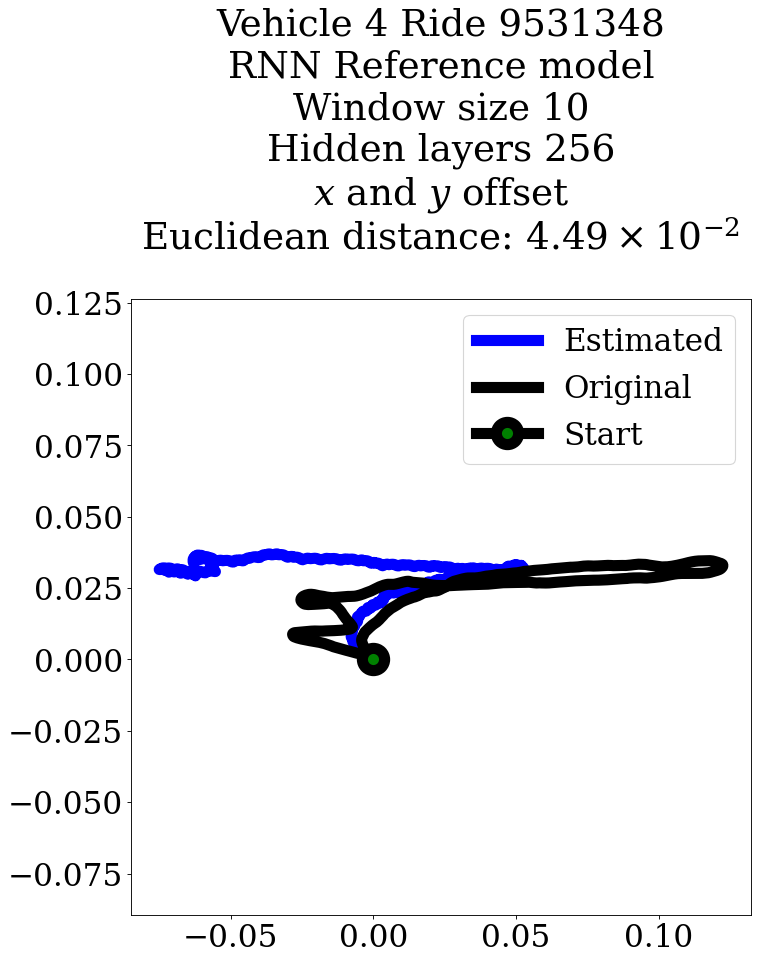 Vehicle 4 Ride 9531348
RNN Reference model
Window size 10
Hidden layers 256
x and y offset
Euclidean distance: 4.49 × 10⁻²
0.125
0.100
0.075
0.050
0.025
0.000
−0.025
−0.050
−0.075
Estimated
Original
Start
−0.05
0.00
0.05
0.10